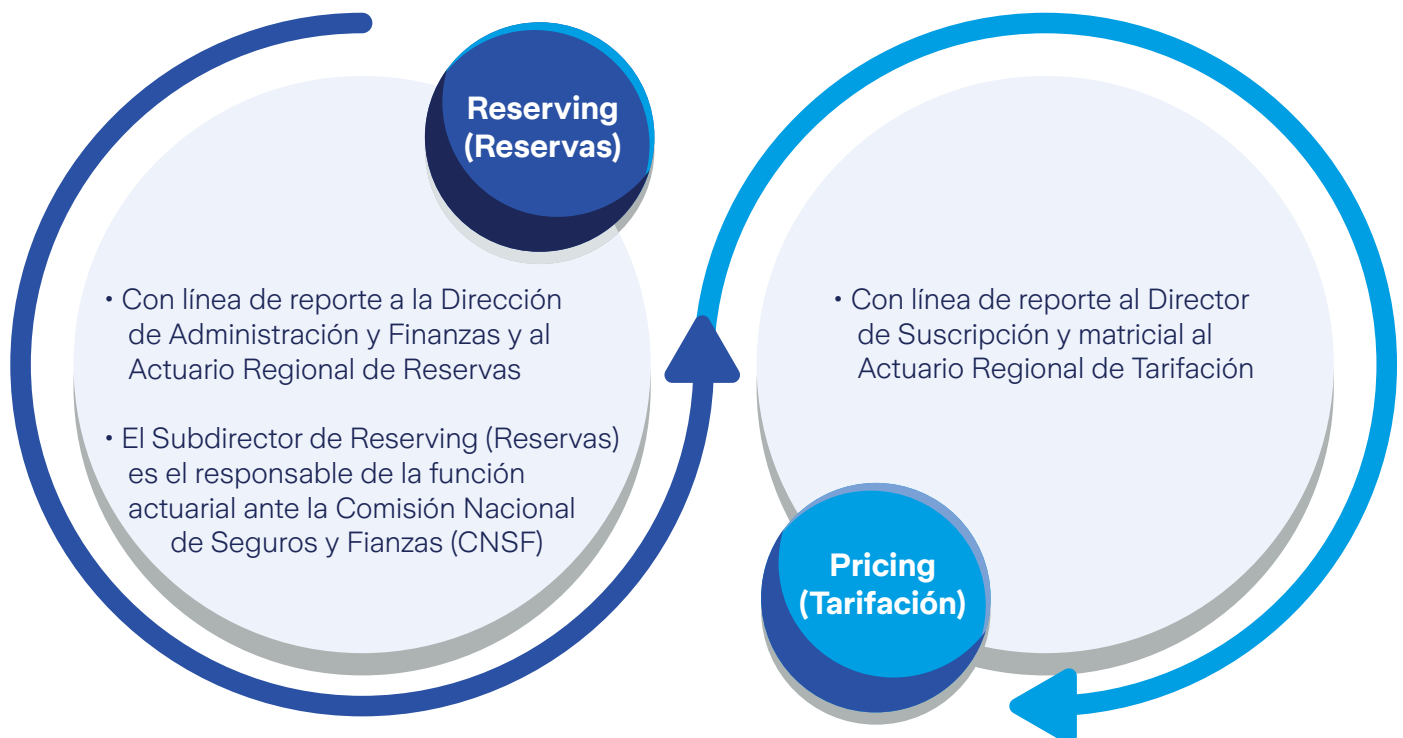 Reserving
(Reservas)
• Con línea de reporte a la Dirección
de Administración y Finanzas y al
Actuario Regional de Reservas
• El Subdirector de Reserving (Reservas)
es el responsable de la función
actuarial ante la Comisión Nacional
de Seguros y Fianzas (CNSF)
• Con línea de reporte al Director
de Suscripción y matricial al
Actuario Regional de Tarifación
Pricing
(Tarifación)